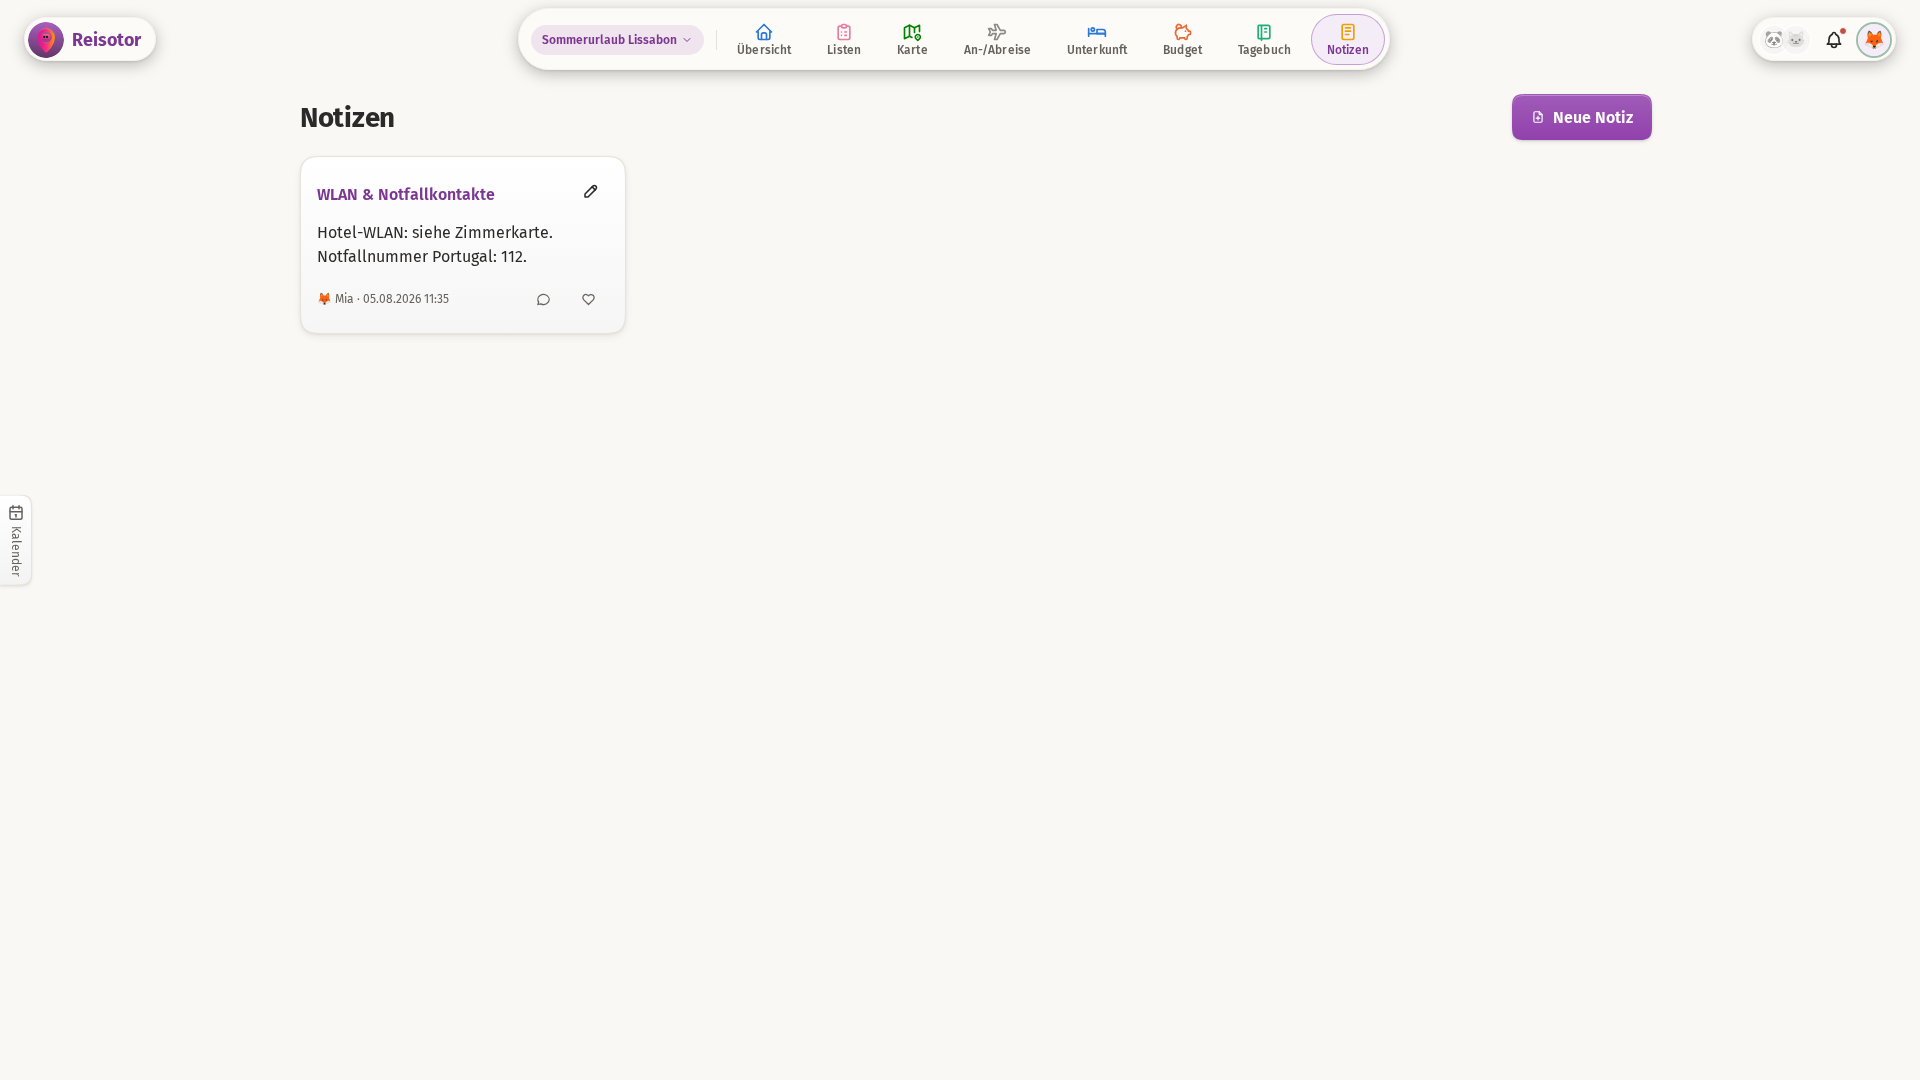 Reisotor
Sommerurlaub Lissabon
Übersicht
Listen
Karte
An-/Abreise
Unterkunft
Budget
Tagebuch
Notizen
Notizen
Neue Notiz
WLAN & Notfallkontakte
Hotel-WLAN: siehe Zimmerkarte.
Notfallnummer Portugal: 112.
Mia · 05.08.2026 11:35
Kalender